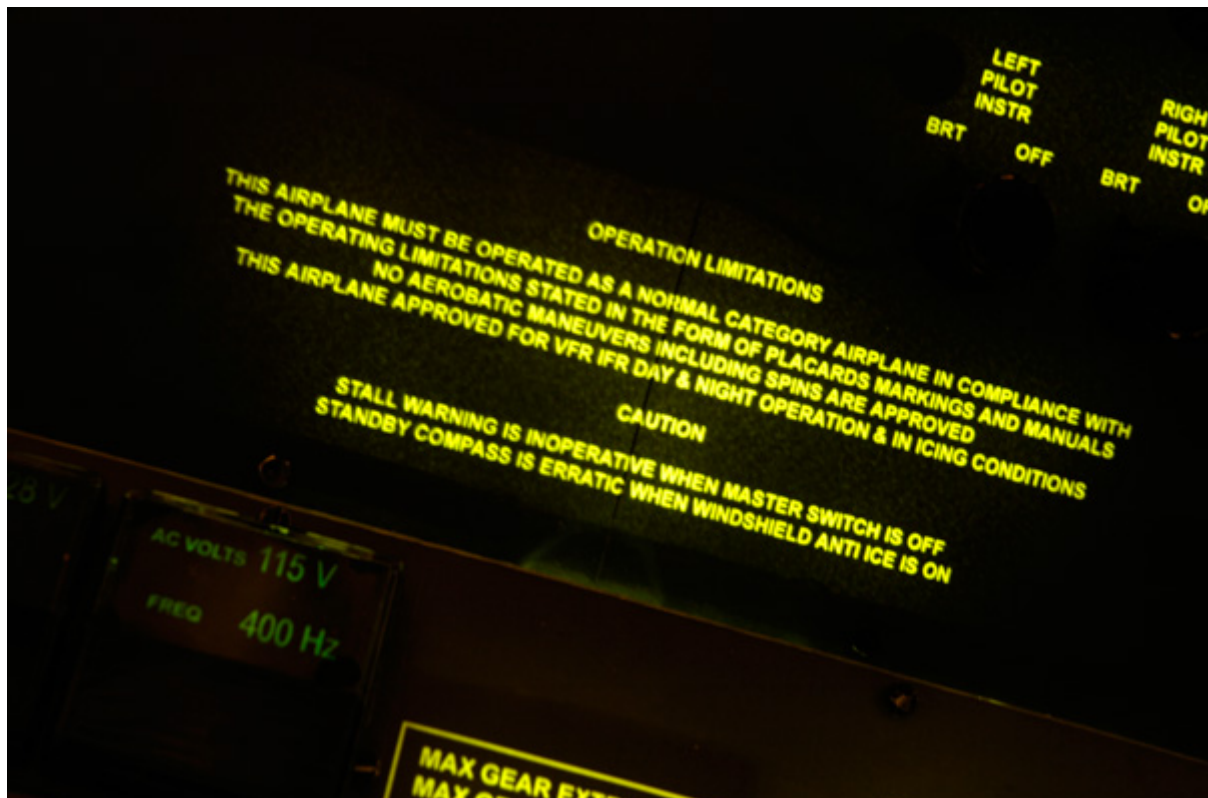 LEFT
PILOT
INSTR
BRT OFF
PILOT
INSTR
BRT
OPERATION LIMITATIONS
THIS AIRPLANE MUST BE OPERATED AS A NORMAL CATEGORY AIRPLANE IN COMPLIANCE WITH
THE OPERATING LIMITATIONS STATED IN THE FORM OF PLACARDS MARKINGS AND MANUALS
NO AEROBATIC MANEUVERS INCLUDING SPINS ARE APPROVED
THIS AIRPLANE APPROVED FOR VFR IFR DAY & NIGHT OPERATION & IN ICING CONDITIONS
CAUTION
STALL WARNING IS INOPERATIVE WHEN MASTER SWITCH IS OFF
STANDBY COMPASS IS ERRATIC WHEN WINDSHIELD ANTI ICE IS ON
28 V
AC VOLTS 115 V
FREQ 400 Hz
MAX GEAR
MAX